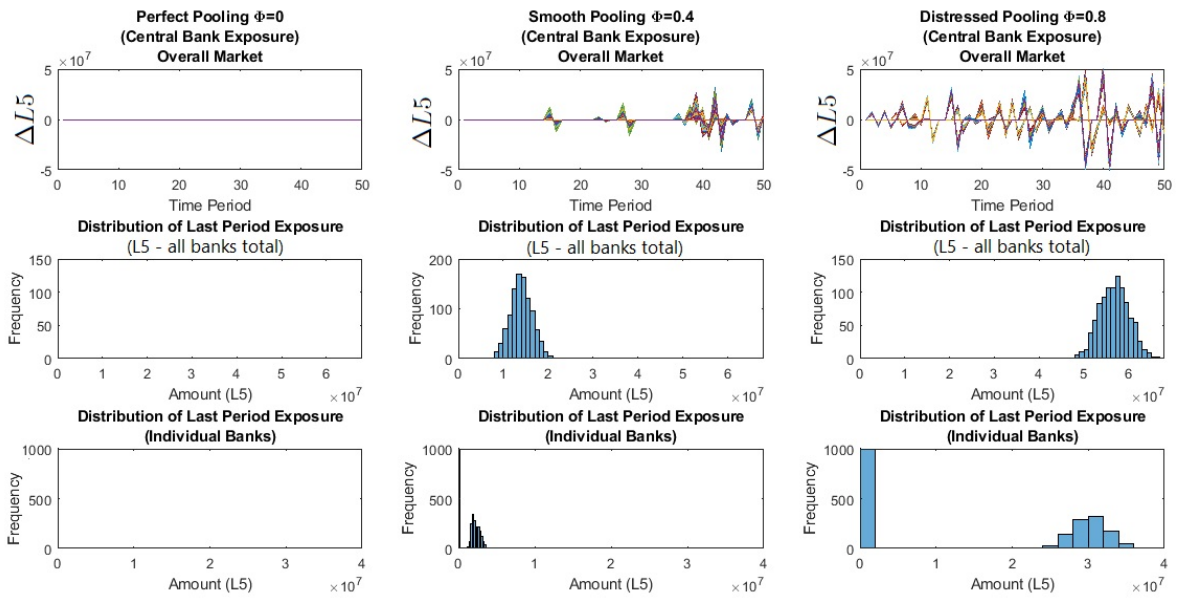 Perfect Pooling Φ=0
(Central Bank Exposure)
Overall Market
×10⁷
5
0
-5
ΔL5
0 10 20 30 40 50
Time Period
Smooth Pooling Φ=0.4
(Central Bank Exposure)
Overall Market
×10⁷
5
0
-5
ΔL5
0 10 20 30 40 50
Time Period
Distressed Pooling Φ=0.8
(Central Bank Exposure)
Overall Market
×10⁷
5
0
-5
ΔL5
0 10 20 30 40 50
Time Period
Distribution of Last Period Exposure
(L5 - all banks total)
150
100
50
0
Frequency
0 1 2 3 4 5 6
Amount (L5)
×10⁷
Distribution of Last Period Exposure
(L5 - all banks total)
200
100
0
Frequency
0 1 2 3 4 5 6
Amount (L5)
×10⁷
Distribution of Last Period Exposure
(L5 - all banks total)
150
100
50
0
Frequency
0 1 2 3 4 5 6
Amount (L5)
×10⁷
Distribution of Last Period Exposure
(Individual Banks)
1000
500
0
Frequency
0 1 2 3 4
Amount (L5)
×10⁷
Distribution of Last Period Exposure
(Individual Banks)
1000
500
0
Frequency
0 1 2 3 4
Amount (L5)
×10⁷
Distribution of Last Period Exposure
(Individual Banks)
1000
500
0
Frequency
0 1 2 3 4
Amount (L5)
×10⁷